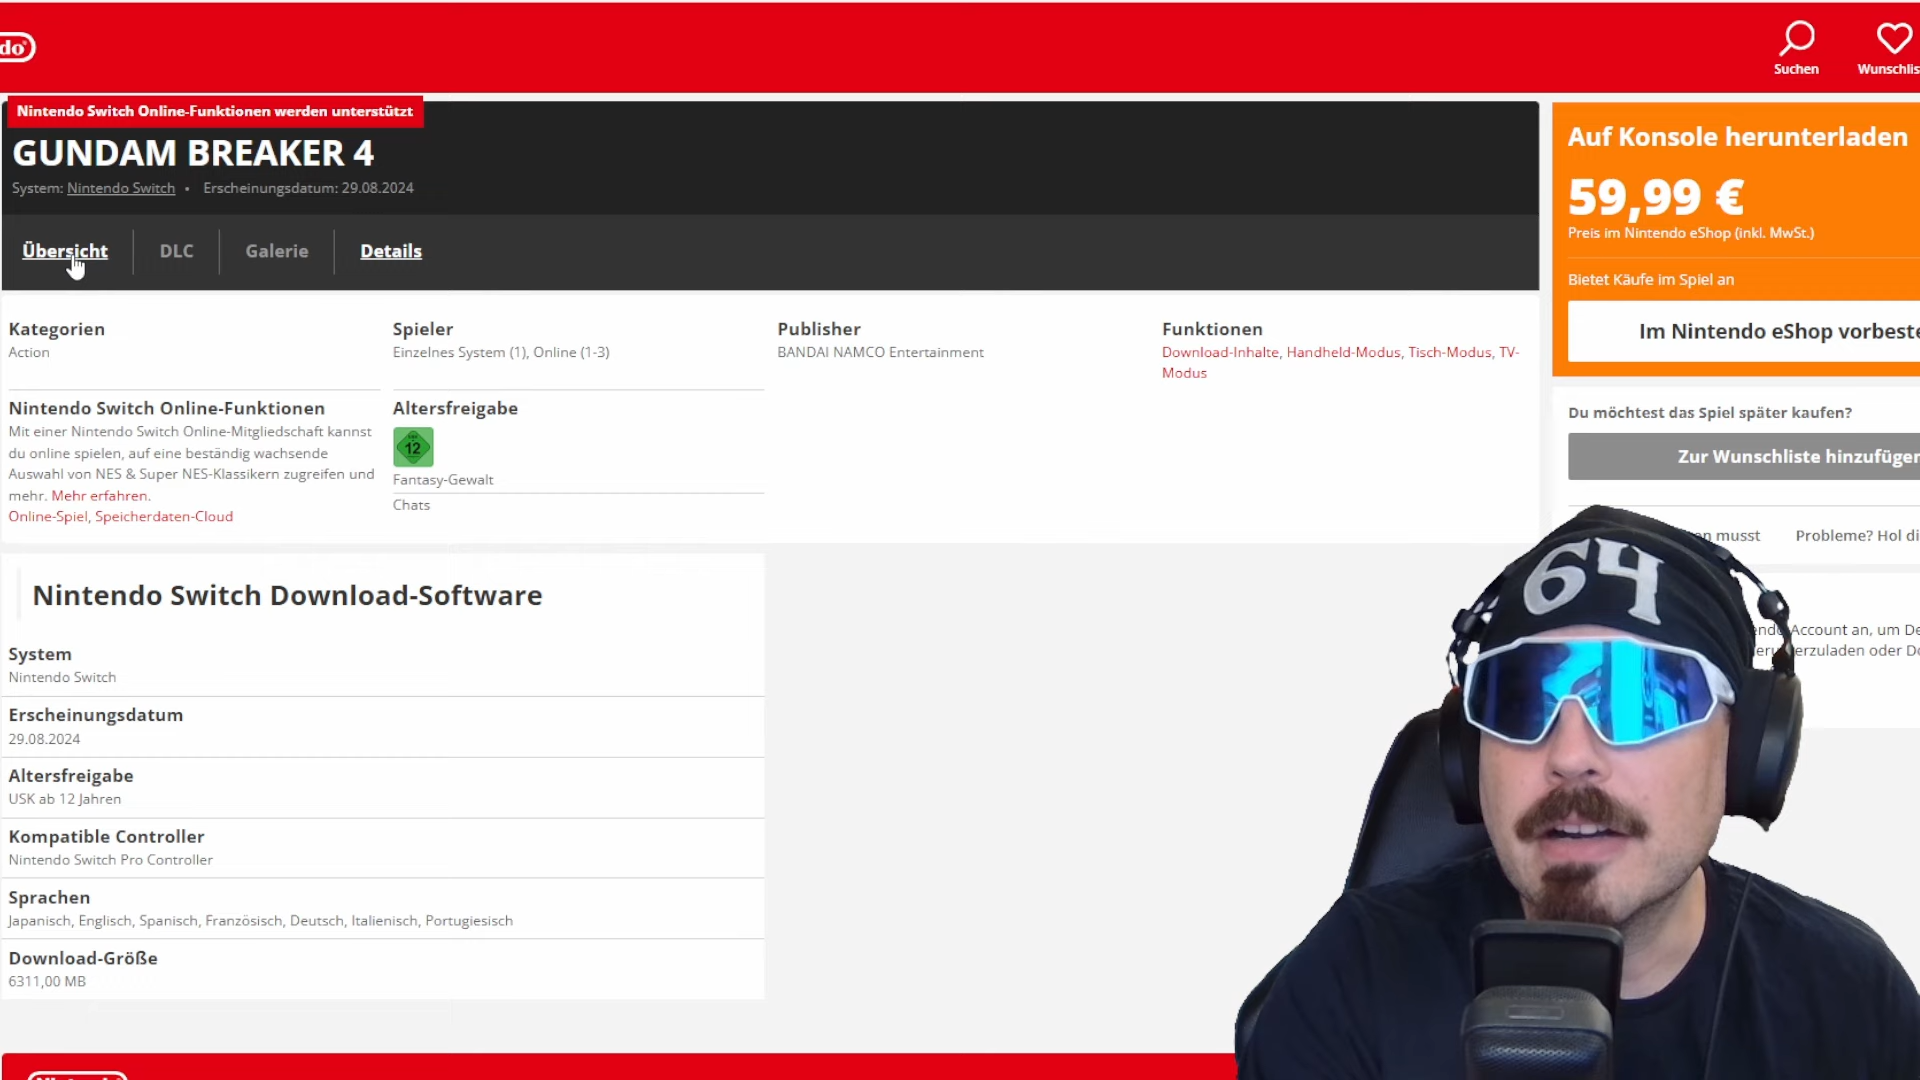 do
Suchen
Wunschlis
Nintendo Switch Online-Funktionen werden unterstützt
GUNDAM BREAKER 4
System: Nintendo Switch • Erscheinungsdatum: 29.08.2024
Übersicht
DLC
Galerie
Details
Auf Konsole herunterladen
59,99 €
Preis im Nintendo eShop (inkl. MwSt.)
Bietet Käufe im Spiel an
Im Nintendo eShop vorbeste
Kategorien
Action
Spieler
Einzelnes System (1), Online (1-3)
Publisher
BANDAI NAMCO Entertainment
Funktionen
Download-Inhalte, Handheld-Modus, Tisch-Modus, TV-
Modus
Nintendo Switch Online-Funktionen
Mit einer Nintendo Switch Online-Mitgliedschaft kannst
du online spielen, auf eine beständig wachsende
Auswahl von NES & Super NES-Klassikern zugreifen und
mehr. Mehr erfahren.
Online-Spiel, Speicherdaten-Cloud
Altersfreigabe
12
Fantasy-Gewalt
Chats
Du möchtest das Spiel später kaufen?
Zur Wunschliste hinzufüger
en musst
Probleme? Hol di
Account an, um De
erzuladen oder Do
64
Nintendo Switch Download-Software
System
Nintendo Switch
Erscheinungsdatum
29.08.2024
Altersfreigabe
USK ab 12 Jahren
Kompatible Controller
Nintendo Switch Pro Controller
Sprachen
Japanisch, Englisch, Spanisch, Französisch, Deutsch, Italienisch, Portugiesisch
Download-Größe
6311,00 MB